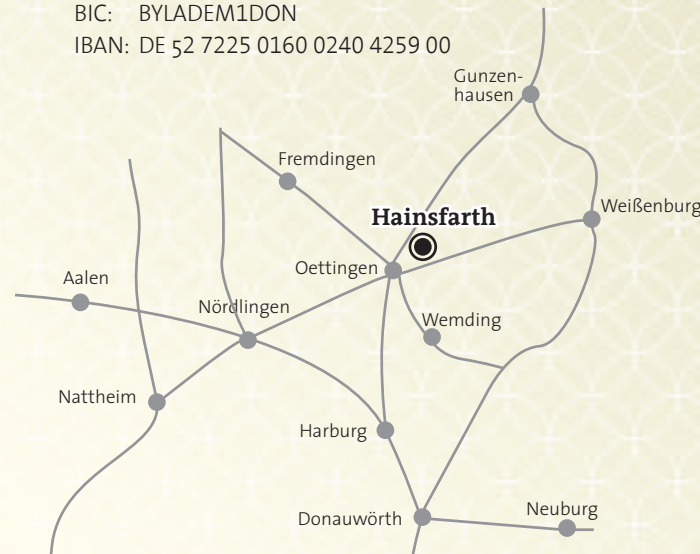 BIC: BYLADEM1DON
IBAN: DE 52 7225 0160 0240 4259 00
Gunzen-
hausen
Fremdingen
Hainsfarth
Weißenburg
Oettingen
Aalen
Nördlingen
Wemding
Nattheim
Harburg
Donauwörth
Neuburg